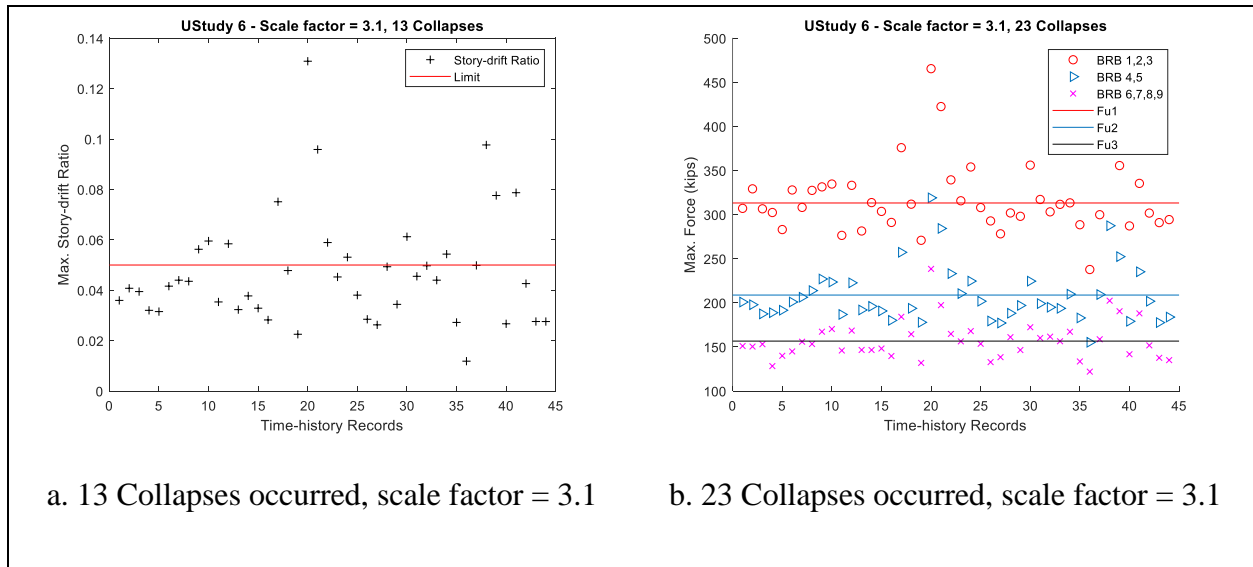 UStudy 6 - Scale factor = 3.1, 13 Collapses
0.14
0.12
0.1
0.08
0.06
0.04
0.02
0
Max. Story-drift Ratio
Story-drift Ratio
Limit
0 5 10 15 20 25 30 35 40 45
Time-history Records
UStudy 6 - Scale factor = 3.1, 23 Collapses
500
450
400
350
300
250
200
150
100
Max. Force (kips)
BRB 1,2,3
BRB 4,5
BRB 6,7,8,9
Fu1
Fu2
Fu3
0 5 10 15 20 25 30 35 40 45
Time-history Records
a. 13 Collapses occurred, scale factor = 3.1
b. 23 Collapses occurred, scale factor = 3.1